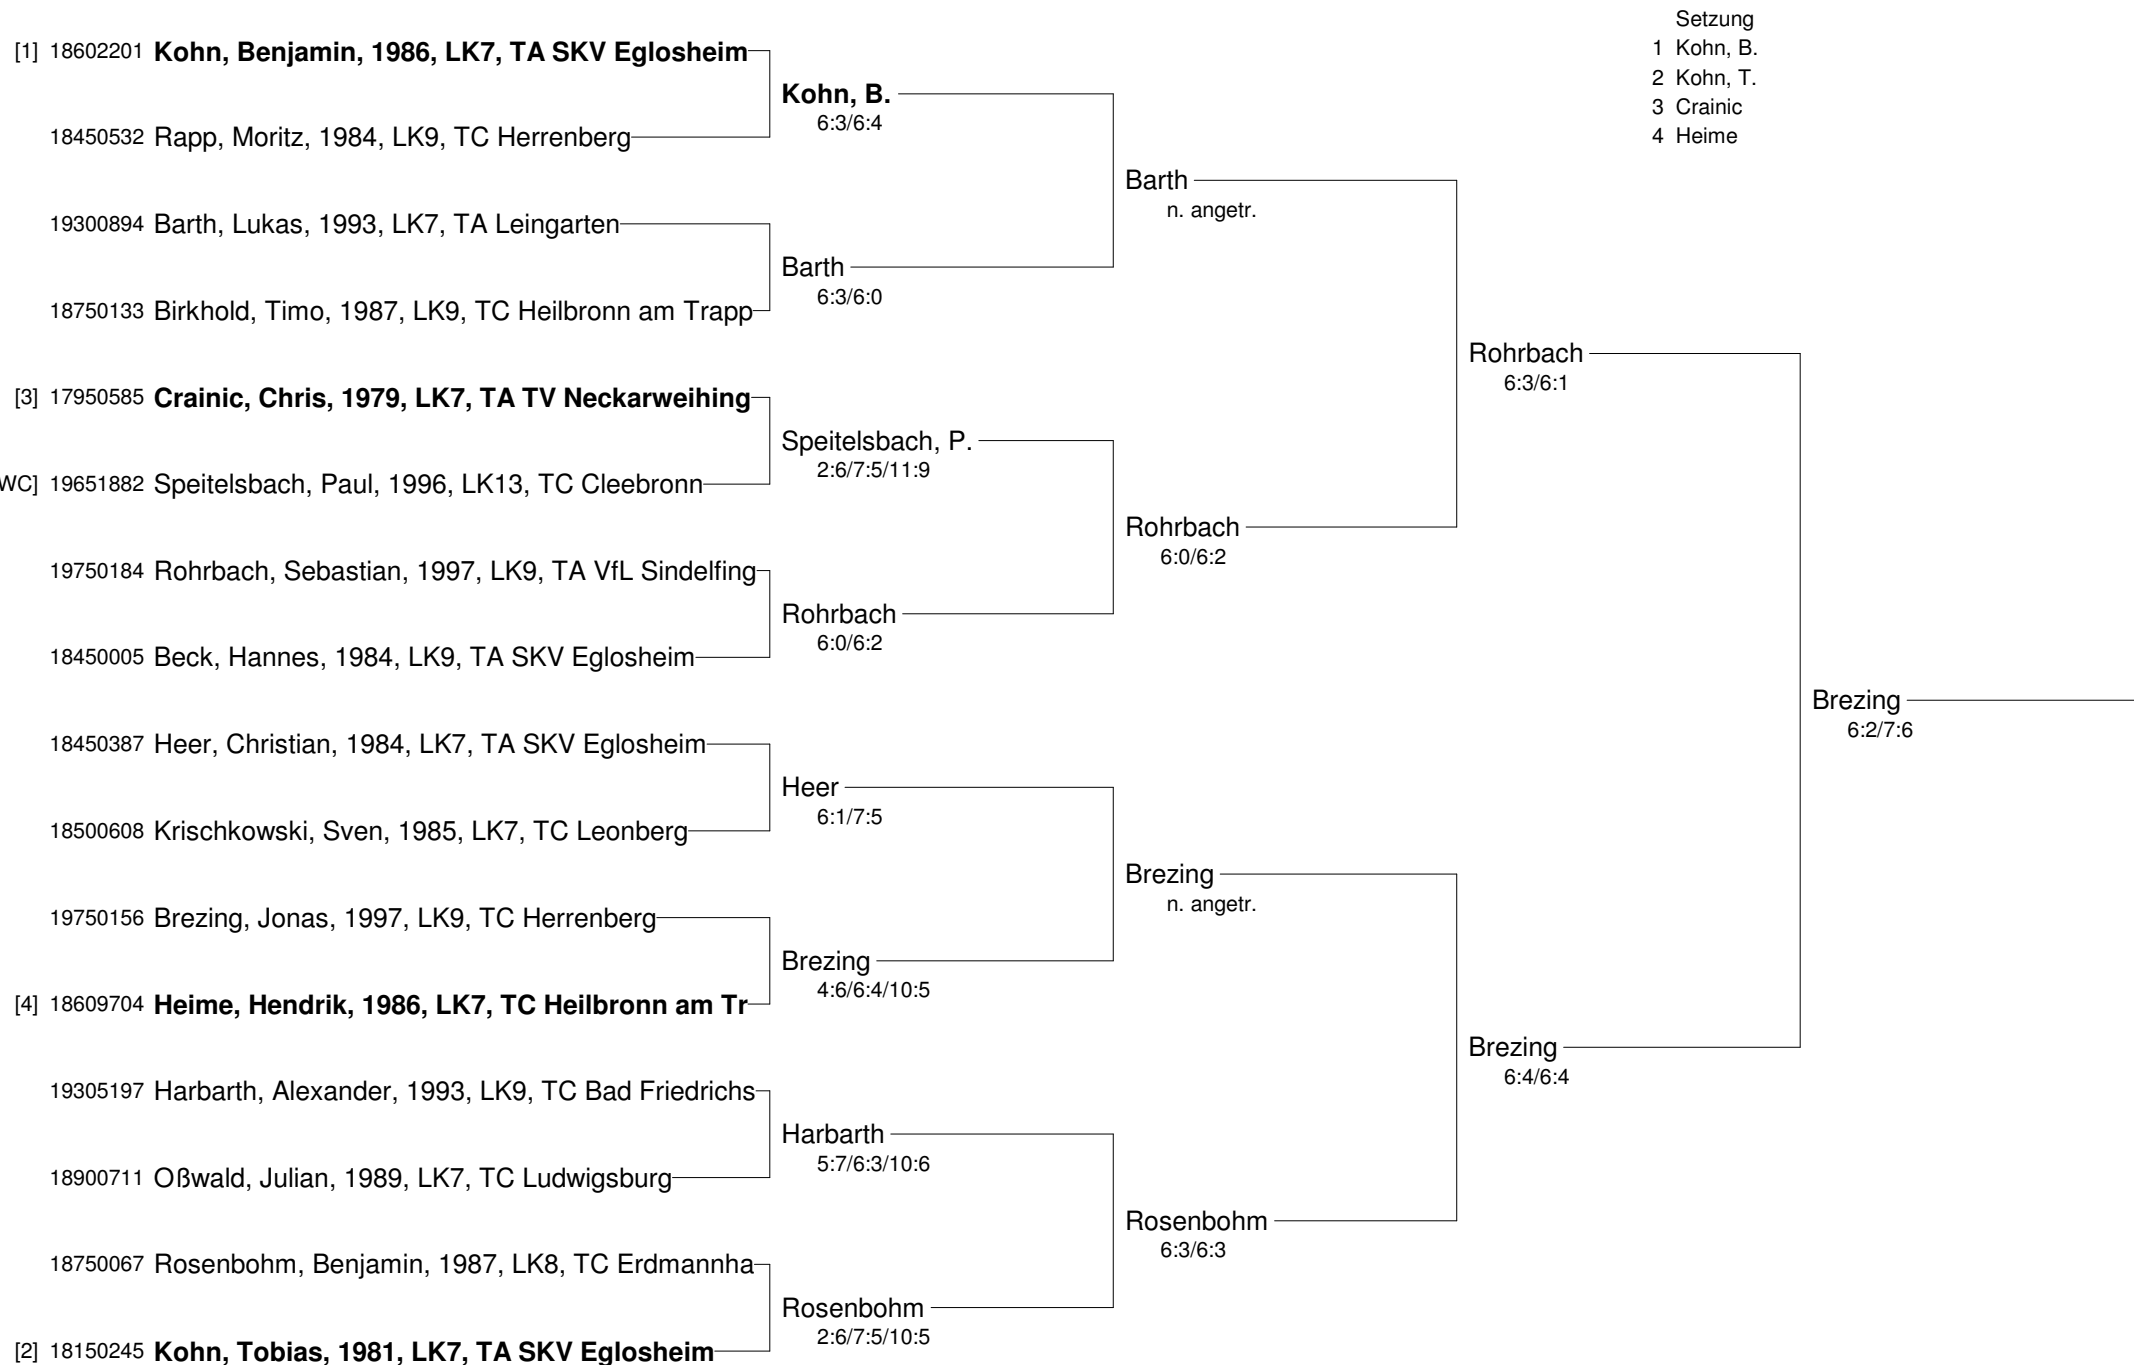 Setzung
1 Kohn, B.
2 Kohn, T.
3 Crainic
4 Heime
[1] 18602201 Kohn, Benjamin, 1986, LK7, TA SKV Eglosheim
Kohn, B.
6:3/6:4
18450532 Rapp, Moritz, 1984, LK9, TC Herrenberg
Barth
n. angetr.
19300894 Barth, Lukas, 1993, LK7, TA Leingarten
Barth
6:3/6:0
18750133 Birkhold, Timo, 1987, LK9, TC Heilbronn am Trapp
Rohrbach
6:3/6:1
[3] 17950585 Crainic, Chris, 1979, LK7, TA TV Neckarweihing
Speitelsbach, P.
2:6/7:5/11:9
WC] 19651882 Speitelsbach, Paul, 1996, LK13, TC Cleebronn
Rohrbach
6:0/6:2
19750184 Rohrbach, Sebastian, 1997, LK9, TA VfL Sindelfing
Rohrbach
6:0/6:2
18450005 Beck, Hannes, 1984, LK9, TA SKV Eglosheim
Brezing
6:2/7:6
18450387 Heer, Christian, 1984, LK7, TA SKV Eglosheim
Heer
6:1/7:5
18500608 Krischkowski, Sven, 1985, LK7, TC Leonberg
Brezing
n. angetr.
19750156 Brezing, Jonas, 1997, LK9, TC Herrenberg
Brezing
4:6/6:4/10:5
[4] 18609704 Heime, Hendrik, 1986, LK7, TC Heilbronn am Tr
Brezing
6:4/6:4
19305197 Harbarth, Alexander, 1993, LK9, TC Bad Friedrichs
Harbarth
5:7/6:3/10:6
18900711 Oßwald, Julian, 1989, LK7, TC Ludwigsburg
Rosenbohm
6:3/6:3
18750067 Rosenbohm, Benjamin, 1987, LK8, TC Erdmannha
Rosenbohm
2:6/7:5/10:5
[2] 18150245 Kohn, Tobias, 1981, LK7, TA SKV Eglosheim